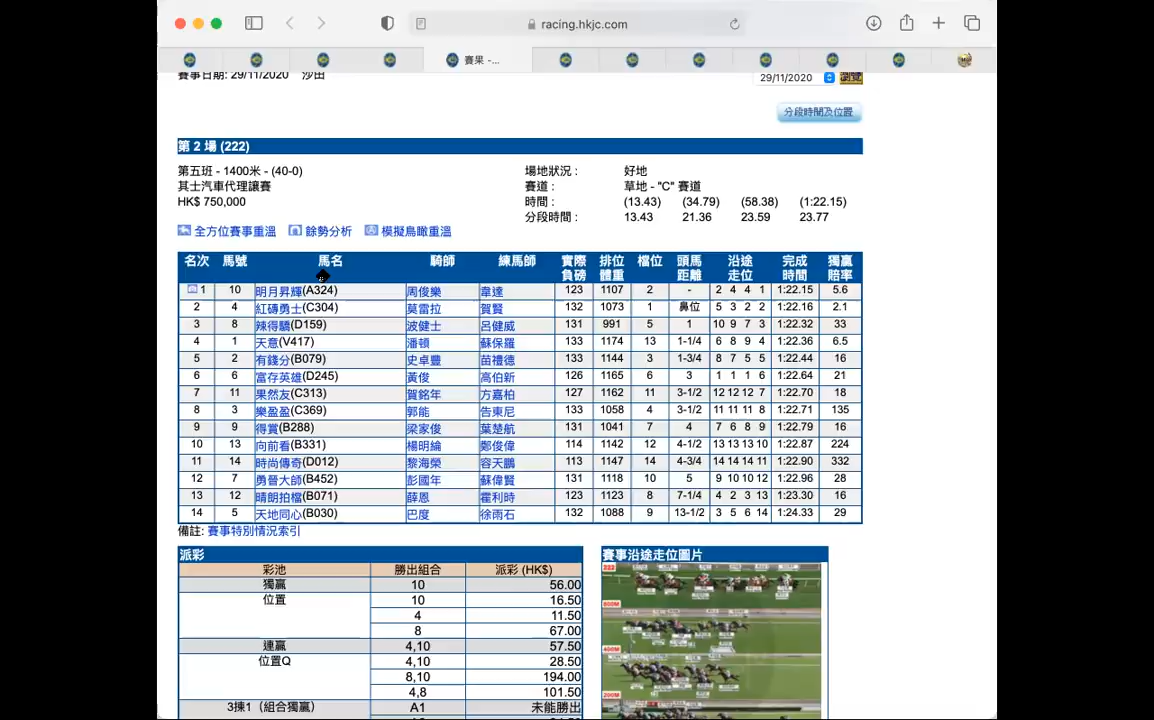 racing.hkjc.com
賽果 -...
賽事日期: 29/11/2020 沙田
29/11/2020
分段時間及位置
第 2 場 (222)
第五班 - 1400米 - (40-0) 場地狀況 : 好地
其士汽車代理讓賽 賽道 : 草地 - "C" 賽道
HK$ 750,000 時間 : (13.43) (34.79) (58.38) (1:22.15)
分段時間 : 13.43 21.36 23.59 23.77
全方位賽事重溫 餘勢分析 模擬鳥瞰重溫
名次 馬號 馬名 騎師 練馬師 實際負磅 排位體重 檔位 頭馬距離 沿途走位 完成時間 獨贏賠率
1 10 明月昇輝(A324) 周俊樂 韋達 123 1107 2 - 2 4 4 1 1:22.15 5.6
2 4 紅磚勇士(C304) 莫雷拉 賀賢 132 1073 1 鼻位 5 3 2 2 1:22.16 2.1
3 8 辣得驕(D159) 波健士 呂健威 131 991 5 1 10 9 7 3 1:22.32 33
4 1 天意(V417) 潘頓 蘇保羅 133 1174 13 1-1/4 6 8 9 4 1:22.36 6.5
5 2 有錢分(B079) 史卓豐 苗禮德 133 1144 3 1-3/4 8 7 5 5 1:22.44 16
6 6 富存英雄(D245) 黃俊 高伯新 126 1165 6 3 1 1 1 6 1:22.64 21
7 11 果然友(C313) 賀銘年 方嘉柏 127 1162 11 3-1/2 12 12 12 7 1:22.70 18
8 3 樂盈盈(C369) 郭能 告東尼 133 1058 4 3-1/2 11 11 11 8 1:22.71 135
9 9 得賞(B288) 梁家俊 葉楚航 131 1041 7 4 7 6 8 9 1:22.79 16
10 13 向前看(B331) 楊明綸 鄭俊偉 114 1142 12 4-1/2 13 13 13 10 1:22.87 224
11 14 時尚傳奇(D012) 黎海榮 容天鵬 113 1147 14 4-3/4 14 14 14 11 1:22.90 332
12 7 勇晉大師(B452) 彭國年 蘇偉賢 131 1118 10 5 9 10 10 12 1:22.96 28
13 12 晴朗拍檔(B071) 薛恩 霍利時 123 1123 8 7-1/4 4 2 3 13 1:23.30 16
14 5 天地同心(B030) 巴度 徐雨石 132 1088 9 13-1/2 3 5 6 14 1:24.33 29
備註: 賽事特別情況索引
派彩 賽事沿途走位圖片
彩池 勝出組合 派彩 (HK$)
獨贏 10 56.00
位置 10 16.50
4 11.50
8 67.00
連贏 4,10 57.50
位置Q 4,10 28.50
8,10 194.00
4,8 101.50
3揀1（組合獨贏） A1 未能勝出
222
800M
400M
200M